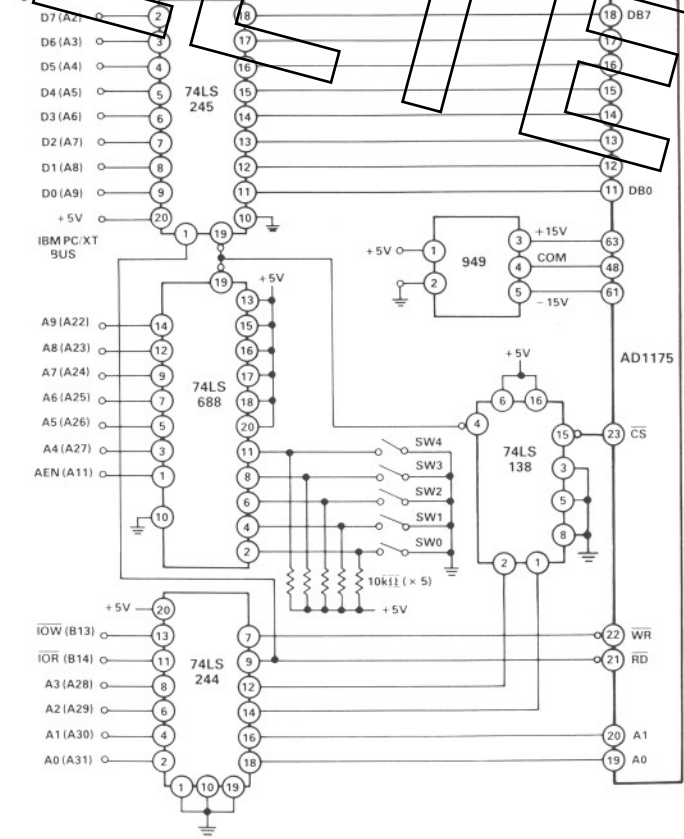 D7 (A2) 2 18 18 DB7
D6 (A3) 3 17 17
D5 (A4) 4 16 16
D4 (A5) 5 74LS 15 15
245
D3 (A6) 6 14 14
D2 (A7) 7 13 13
D1 (A8) 8 12 12
D0 (A9) 9 11 11 DB0
+5V 20 10
1 19
IBM PC/XT
BUS
+5V 1 949 3 +15V 63
4 COM 48
2 5 -15V 61
19 +5V
13
A9 (A22) 14 15
A8 (A23) 12 16
A7 (A24) 9 17
74LS
688
A6 (A25) 7 18
A5 (A26) 5 20
A4 (A27) 3 11 SW4
AEN (A11) 1 8 SW3
6 SW2
10 4 SW1
2 SW0
10kΩ (× 5)
+5V
+5V
6 16
4 74LS 15 23 CS
138
3
5
8
2 1
AD1175
+5V 20
IOW (B13) 13 7 22 WR
IOR (B14) 11 9 21 RD
74LS
244
A3 (A28) 8 12
A2 (A29) 6 14
A1 (A30) 4 16 20 A1
A0 (A31) 2 18 19 A0
1 10 19